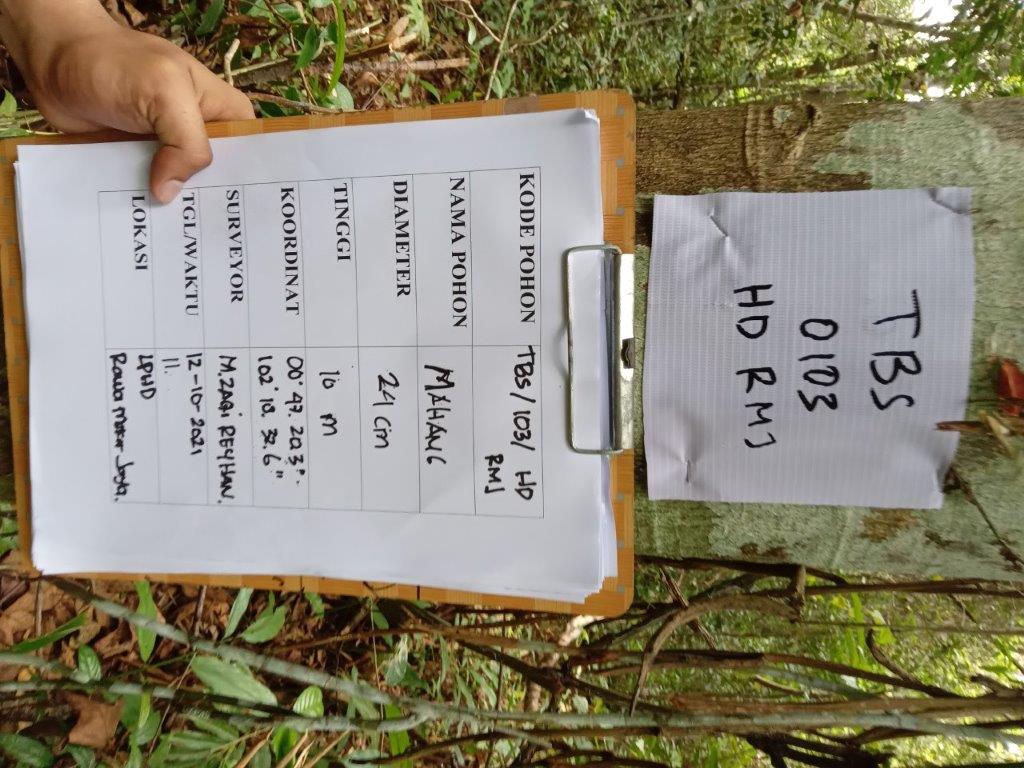 TBS
0103
HD RMJ
KODE POHON TBS/103/ HD
RMJ
NAMA POHON MAHANG
DIAMETER 24 cm
TINGGI 10 m
KOORDINAT 00° 47. 20.3".
102° 10. 32.6"
SURVEYOR M.ZAQI REYHAN.
TGL/WAKTU 12-10-2021
11.
LOKASI LPHD
Rawa Mekar Jaya.